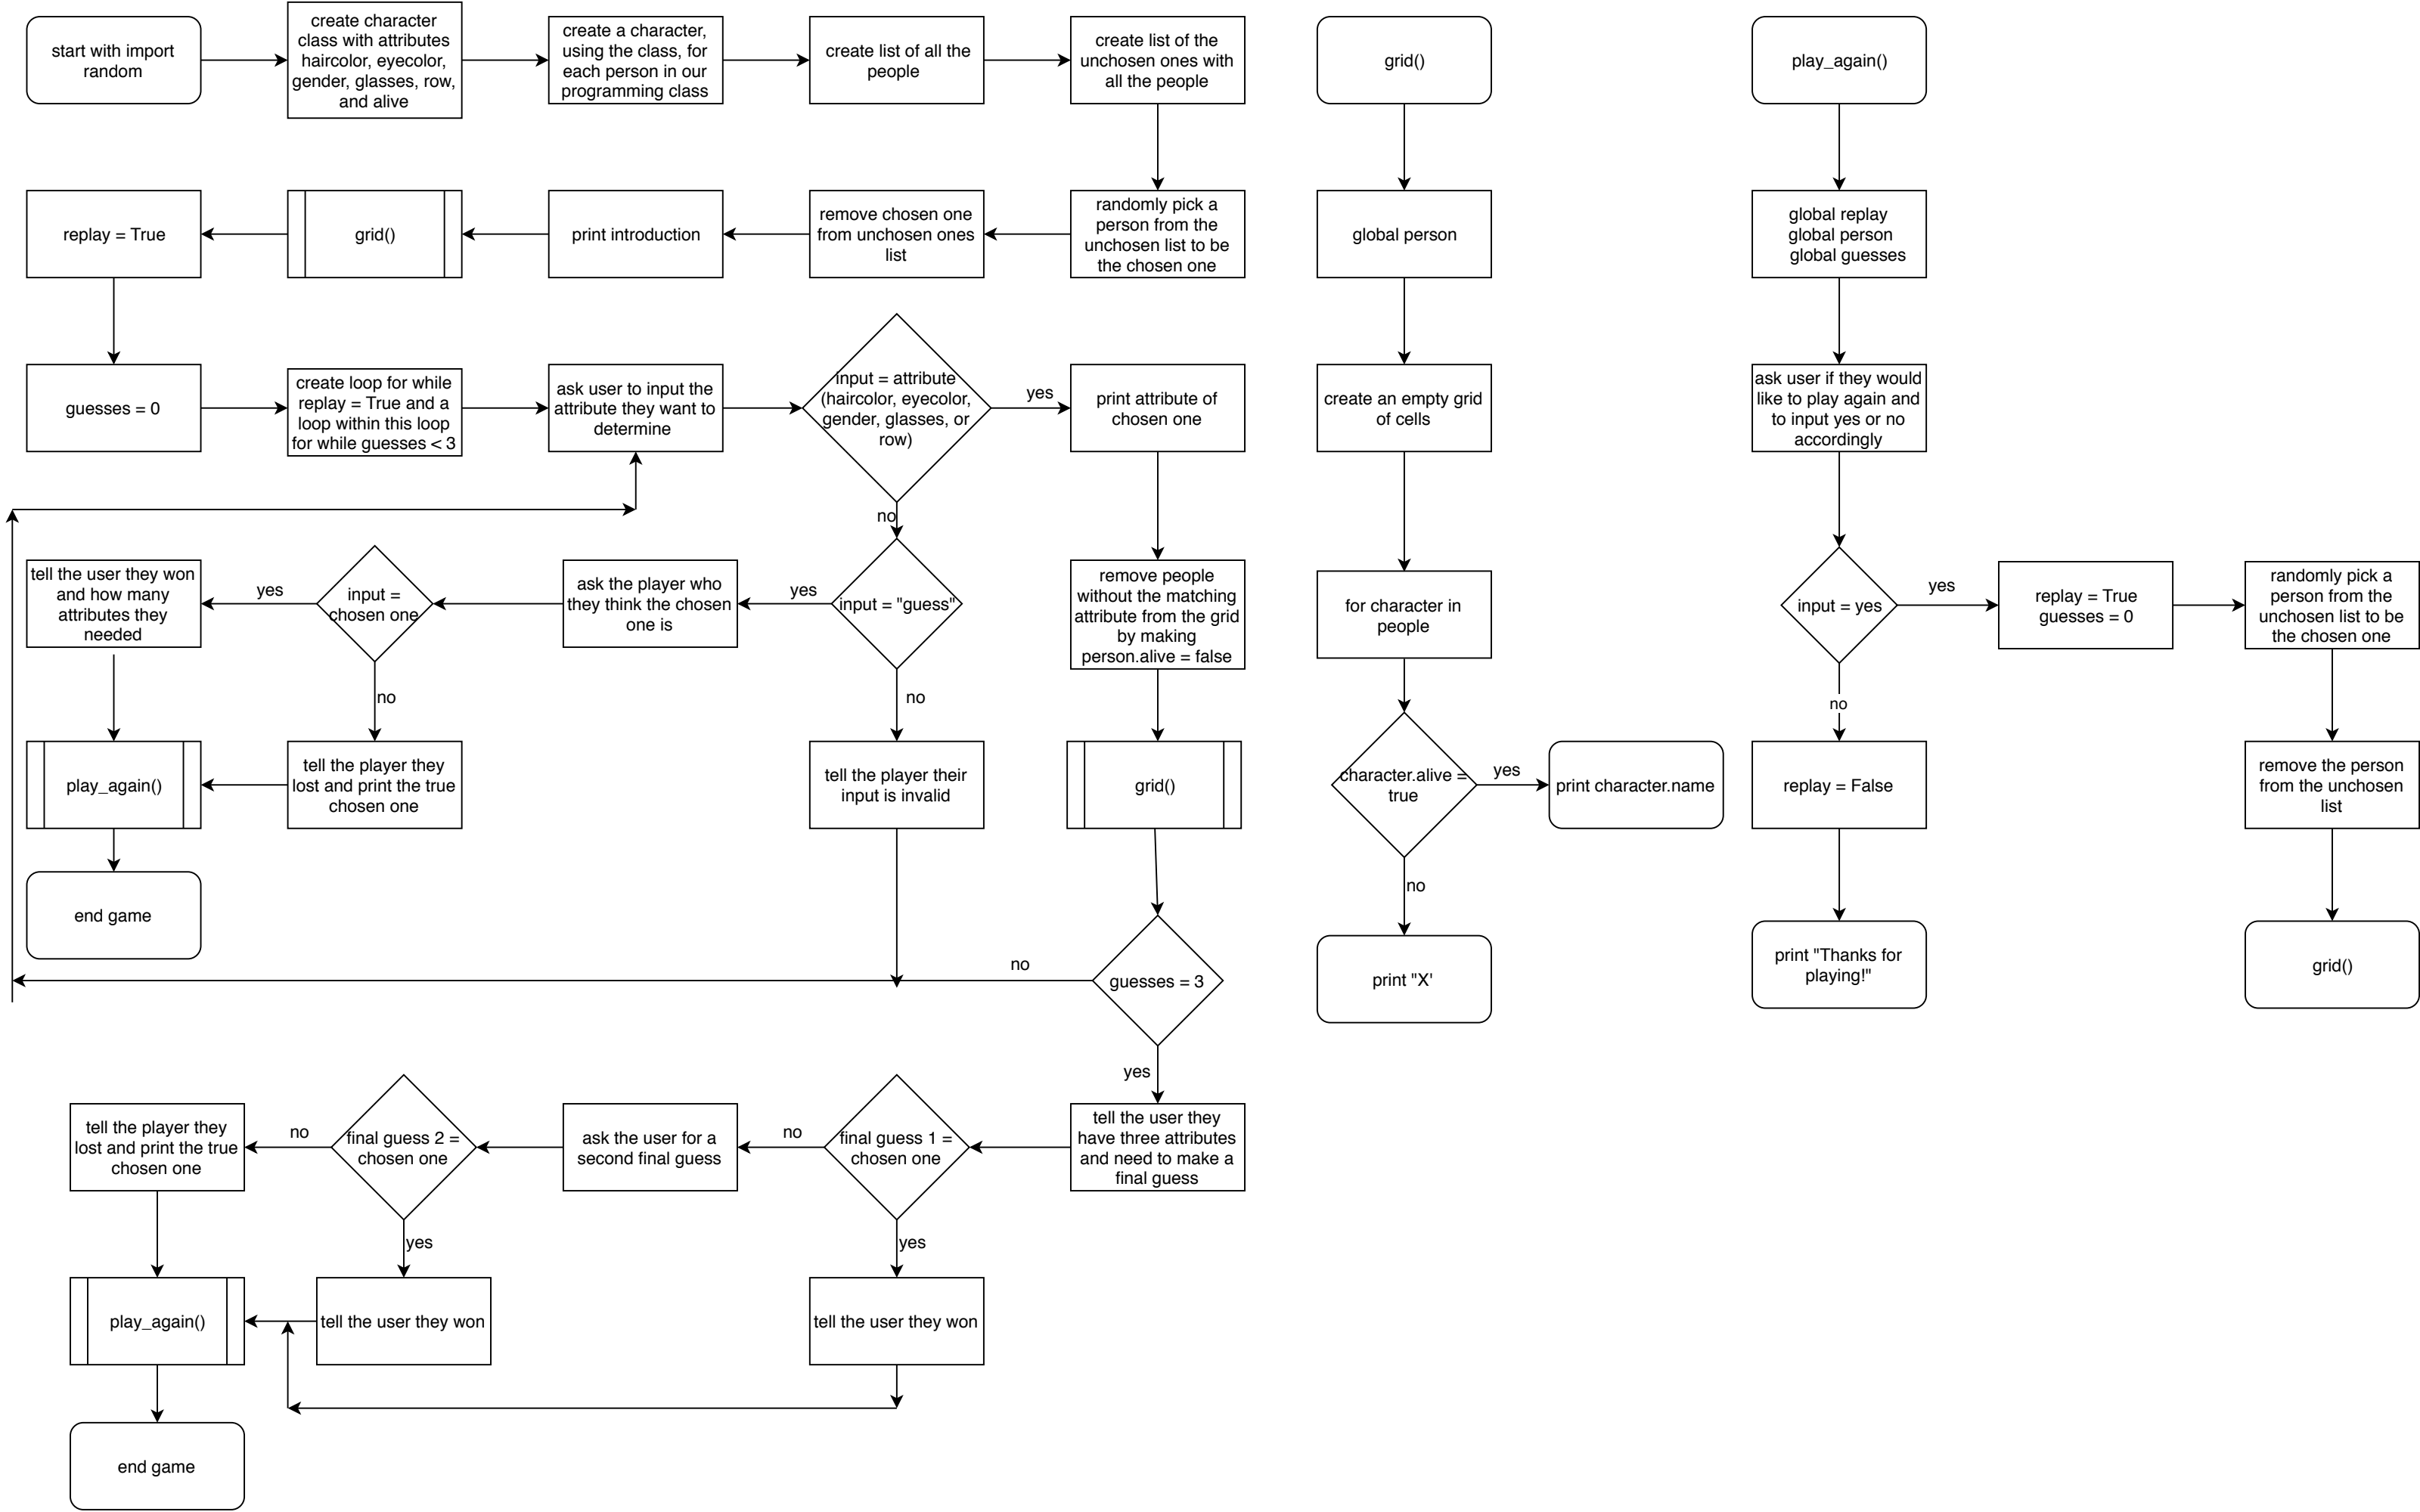 start with import
random
create character
class with attributes
haircolor, eyecolor,
gender, glasses, row,
and alive
create a character,
using the class, for
each person in our
programming class
create list of all the
people
create list of the
unchosen ones with
all the people
grid()
play_again()
replay = True
grid()
print introduction
remove chosen one
from unchosen ones
list
randomly pick a
person from the
unchosen list to be
the chosen one
global person
global replay
global person
global guesses
guesses = 0
create loop for while
replay = True and a
loop within this loop
for while guesses < 3
ask user to input the
attribute they want to
determine
input = attribute
(haircolor, eyecolor,
gender, glasses, or
row)
yes
print attribute of
chosen one
create an empty grid
of cells
ask user if they would
like to play again and
to input yes or no
accordingly
no
tell the user they won
and how many
attributes they
needed
yes
input =
chosen one
ask the player who
they think the chosen
one is
yes
input = "guess"
remove people
without the matching
attribute from the grid
by making
person.alive = false
for character in
people
input = yes
yes
replay = True
guesses = 0
randomly pick a
person from the
unchosen list to be
the chosen one
no
no
no
play_again()
tell the player they
lost and print the true
chosen one
tell the player their
input is invalid
grid()
character.alive =
true
yes
print character.name
replay = False
remove the person
from the unchosen
list
no
end game
no
guesses = 3
print "X'
print "Thanks for
playing!"
grid()
yes
tell the player they
lost and print the true
chosen one
no
final guess 2 =
chosen one
ask the user for a
second final guess
no
final guess 1 =
chosen one
tell the user they
have three attributes
and need to make a
final guess
yes
yes
play_again()
tell the user they won
tell the user they won
end game